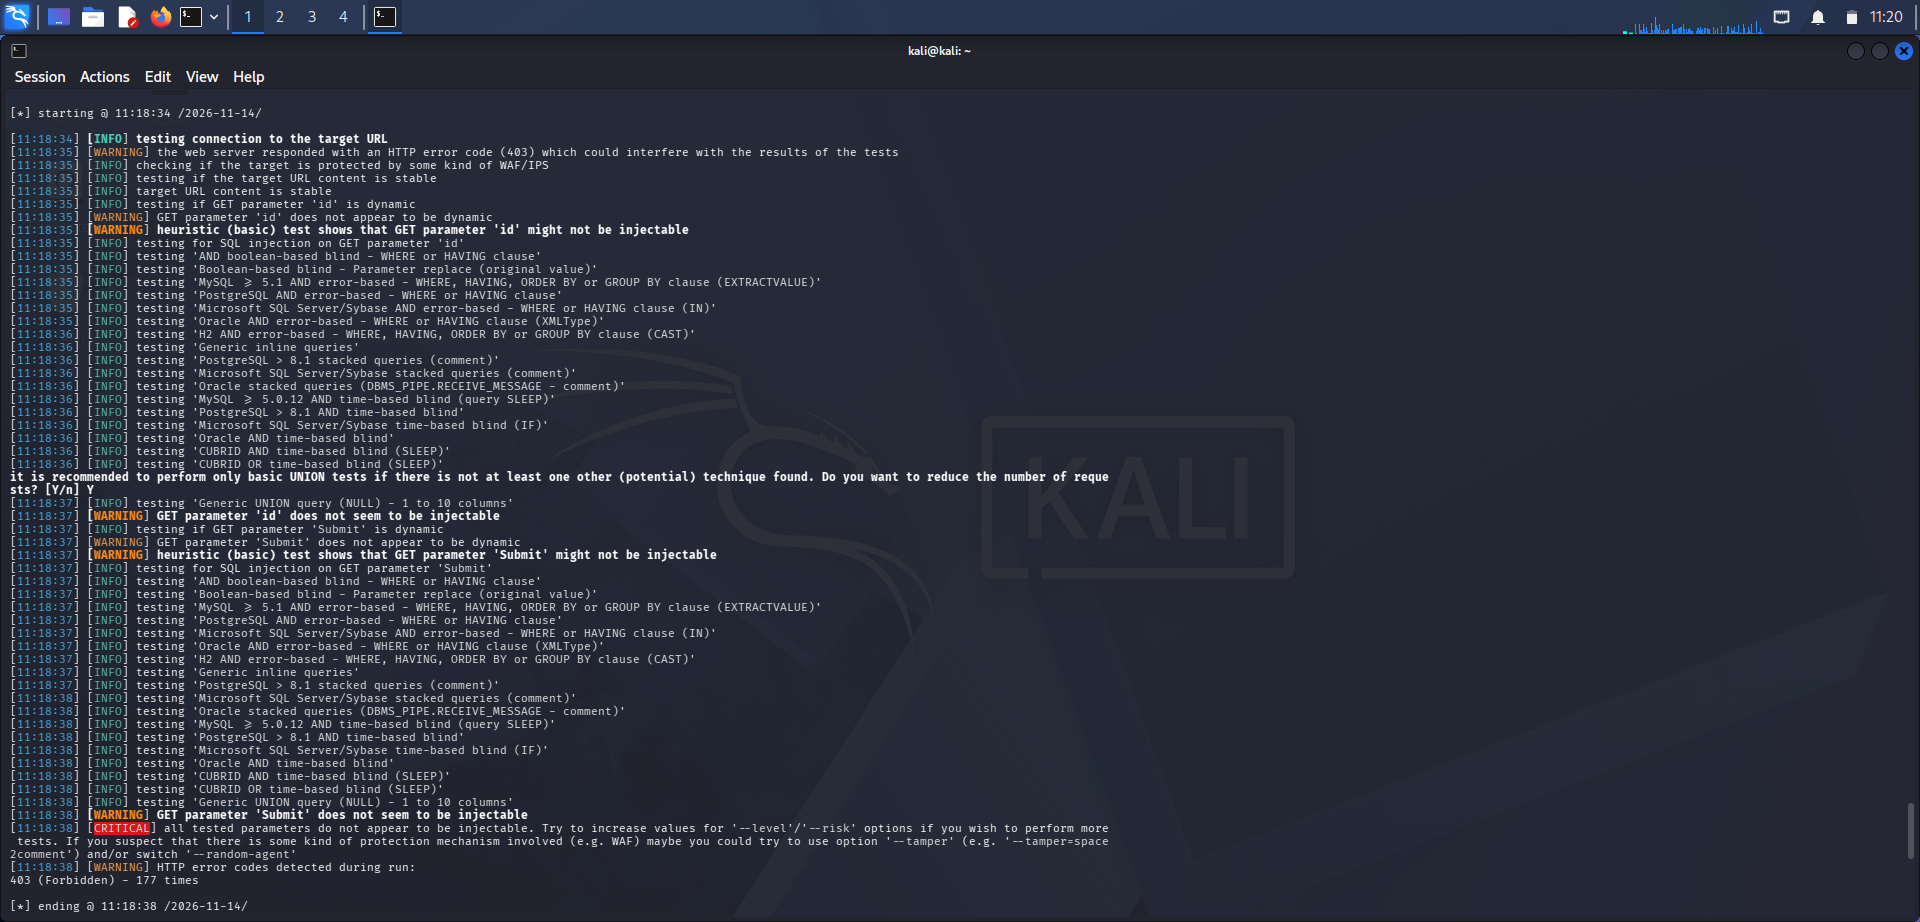 1 2 3 4
11:20
kali@kali: ~
Session Actions Edit View Help
[*] starting @ 11:18:34 /2026-11-14/
[11:18:34] [INFO] testing connection to the target URL
[11:18:35] [WARNING] the web server responded with an HTTP error code (403) which could interfere with the results of the tests
[11:18:35] [INFO] checking if the target is protected by some kind of WAF/IPS
[11:18:35] [INFO] testing if the target URL content is stable
[11:18:35] [INFO] target URL content is stable
[11:18:35] [INFO] testing if GET parameter 'id' is dynamic
[11:18:35] [WARNING] GET parameter 'id' does not appear to be dynamic
[11:18:35] [WARNING] heuristic (basic) test shows that GET parameter 'id' might not be injectable
[11:18:35] [INFO] testing for SQL injection on GET parameter 'id'
[11:18:35] [INFO] testing 'AND boolean-based blind - WHERE or HAVING clause'
[11:18:35] [INFO] testing 'Boolean-based blind - Parameter replace (original value)'
[11:18:35] [INFO] testing 'MySQL >= 5.1 AND error-based - WHERE, HAVING, ORDER BY or GROUP BY clause (EXTRACTVALUE)'
[11:18:35] [INFO] testing 'PostgreSQL AND error-based - WHERE or HAVING clause'
[11:18:35] [INFO] testing 'Microsoft SQL Server/Sybase AND error-based - WHERE or HAVING clause (IN)'
[11:18:35] [INFO] testing 'Oracle AND error-based - WHERE or HAVING clause (XMLType)'
[11:18:36] [INFO] testing 'H2 AND error-based - WHERE, HAVING, ORDER BY or GROUP BY clause (CAST)'
[11:18:36] [INFO] testing 'Generic inline queries'
[11:18:36] [INFO] testing 'PostgreSQL > 8.1 stacked queries (comment)'
[11:18:36] [INFO] testing 'Microsoft SQL Server/Sybase stacked queries (comment)'
[11:18:36] [INFO] testing 'Oracle stacked queries (DBMS_PIPE.RECEIVE_MESSAGE - comment)'
[11:18:36] [INFO] testing 'MySQL >= 5.0.12 AND time-based blind (query SLEEP)'
[11:18:36] [INFO] testing 'PostgreSQL > 8.1 AND time-based blind'
[11:18:36] [INFO] testing 'Microsoft SQL Server/Sybase time-based blind (IF)'
[11:18:36] [INFO] testing 'Oracle AND time-based blind'
[11:18:36] [INFO] testing 'CUBRID AND time-based blind (SLEEP)'
[11:18:36] [INFO] testing 'CUBRID OR time-based blind (SLEEP)'
it is recommended to perform only basic UNION tests if there is not at least one other (potential) technique found. Do you want to reduce the number of reque
sts? [Y/n] Y
[11:18:37] [INFO] testing 'Generic UNION query (NULL) - 1 to 10 columns'
[11:18:37] [WARNING] GET parameter 'id' does not seem to be injectable
[11:18:37] [INFO] testing if GET parameter 'Submit' is dynamic
[11:18:37] [WARNING] GET parameter 'Submit' does not appear to be dynamic
[11:18:37] [WARNING] heuristic (basic) test shows that GET parameter 'Submit' might not be injectable
[11:18:37] [INFO] testing for SQL injection on GET parameter 'Submit'
[11:18:37] [INFO] testing 'AND boolean-based blind - WHERE or HAVING clause'
[11:18:37] [INFO] testing 'Boolean-based blind - Parameter replace (original value)'
[11:18:37] [INFO] testing 'MySQL >= 5.1 AND error-based - WHERE, HAVING, ORDER BY or GROUP BY clause (EXTRACTVALUE)'
[11:18:37] [INFO] testing 'PostgreSQL AND error-based - WHERE or HAVING clause'
[11:18:37] [INFO] testing 'Microsoft SQL Server/Sybase AND error-based - WHERE or HAVING clause (IN)'
[11:18:37] [INFO] testing 'Oracle AND error-based - WHERE or HAVING clause (XMLType)'
[11:18:37] [INFO] testing 'H2 AND error-based - WHERE, HAVING, ORDER BY or GROUP BY clause (CAST)'
[11:18:37] [INFO] testing 'Generic inline queries'
[11:18:37] [INFO] testing 'PostgreSQL > 8.1 stacked queries (comment)'
[11:18:38] [INFO] testing 'Microsoft SQL Server/Sybase stacked queries (comment)'
[11:18:38] [INFO] testing 'Oracle stacked queries (DBMS_PIPE.RECEIVE_MESSAGE - comment)'
[11:18:38] [INFO] testing 'MySQL >= 5.0.12 AND time-based blind (query SLEEP)'
[11:18:38] [INFO] testing 'PostgreSQL > 8.1 AND time-based blind'
[11:18:38] [INFO] testing 'Microsoft SQL Server/Sybase time-based blind (IF)'
[11:18:38] [INFO] testing 'Oracle AND time-based blind'
[11:18:38] [INFO] testing 'CUBRID AND time-based blind (SLEEP)'
[11:18:38] [INFO] testing 'CUBRID OR time-based blind (SLEEP)'
[11:18:38] [INFO] testing 'Generic UNION query (NULL) - 1 to 10 columns'
[11:18:38] [WARNING] GET parameter 'Submit' does not seem to be injectable
[11:18:38] [CRITICAL] all tested parameters do not appear to be injectable. Try to increase values for '--level'/'--risk' options if you wish to perform more
 tests. If you suspect that there is some kind of protection mechanism involved (e.g. WAF) maybe you could try to use option '--tamper' (e.g. '--tamper=space
2comment') and/or switch '--random-agent'
[11:18:38] [WARNING] HTTP error codes detected during run:
403 (Forbidden) - 177 times
[*] ending @ 11:18:38 /2026-11-14/
KALI